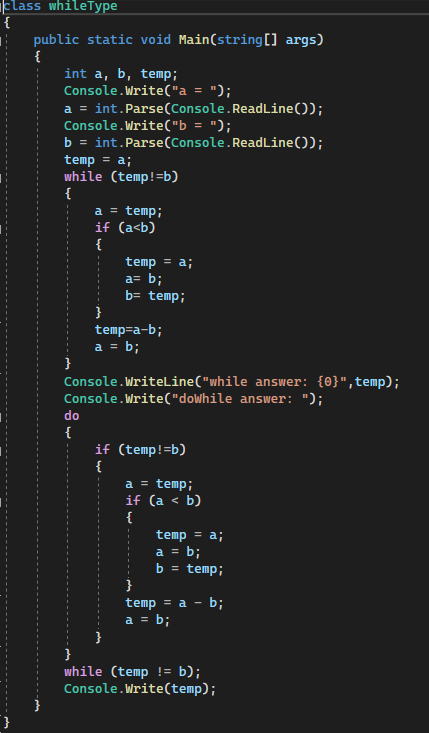 class whileType
{
    public static void Main(string[] args)
    {
        int a, b, temp;
        Console.Write("a = ");
        a = int.Parse(Console.ReadLine());
        Console.Write("b = ");
        b = int.Parse(Console.ReadLine());
        temp = a;
        while (temp!=b)
        {
            a = temp;
            if (a<b)
            {
                temp = a;
                a= b;
                b= temp;
            }
            temp=a-b;
            a = b;
        }
        Console.WriteLine("while answer: {0}",temp);
        Console.Write("doWhile answer: ");
        do
        {
            if (temp!=b)
            {
                a = temp;
                if (a < b)
                {
                    temp = a;
                    a = b;
                    b = temp;
                }
                temp = a - b;
                a = b;
            }
        }
        while (temp != b);
        Console.Write(temp);
    }
}